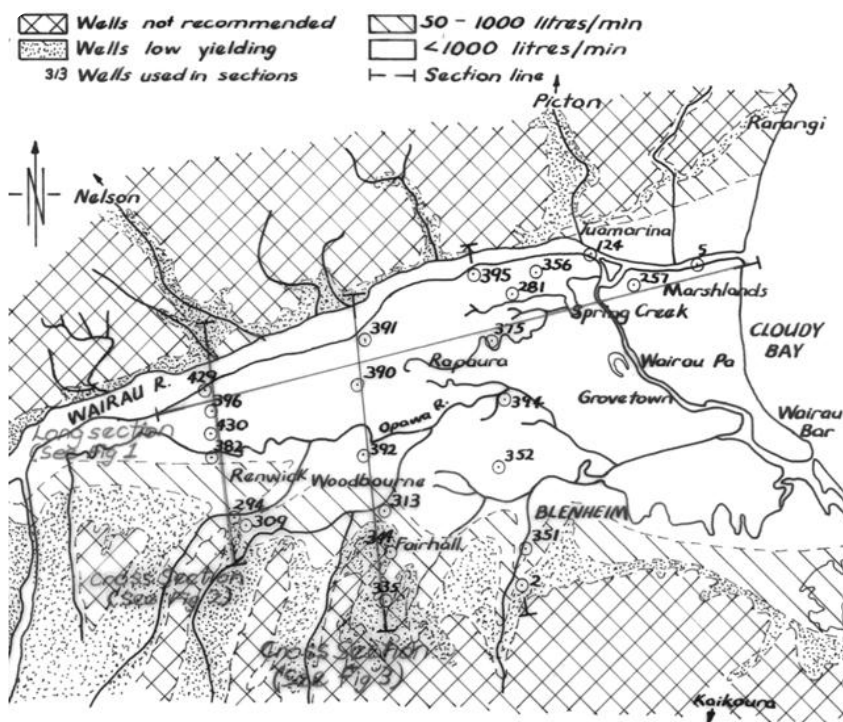 Wells not recommended
50 - 1000 litres/min
Wells low yielding
<1000 litres/min
313 Wells used in sections
Section line
Picton
Rarangi
N
Nelson
Tuamarina
124
5
395
356
257
281
Marshlands
Spring Creek
391
375
CLOUDY
BAY
Rapaura
Wairau Pa
429
390
WAIRAU R.
396
394
Grovetown
Opawa R.
Wairau
Bar
430
Long section
see Fig 1
382
392
352
Renwick
Woodbourne
294
309
313
BLENHEIM
344
Fairhall
351
Cross Section
(See Fig 2)
2
335
Cross Section
(See Fig 3)
Kaikoura